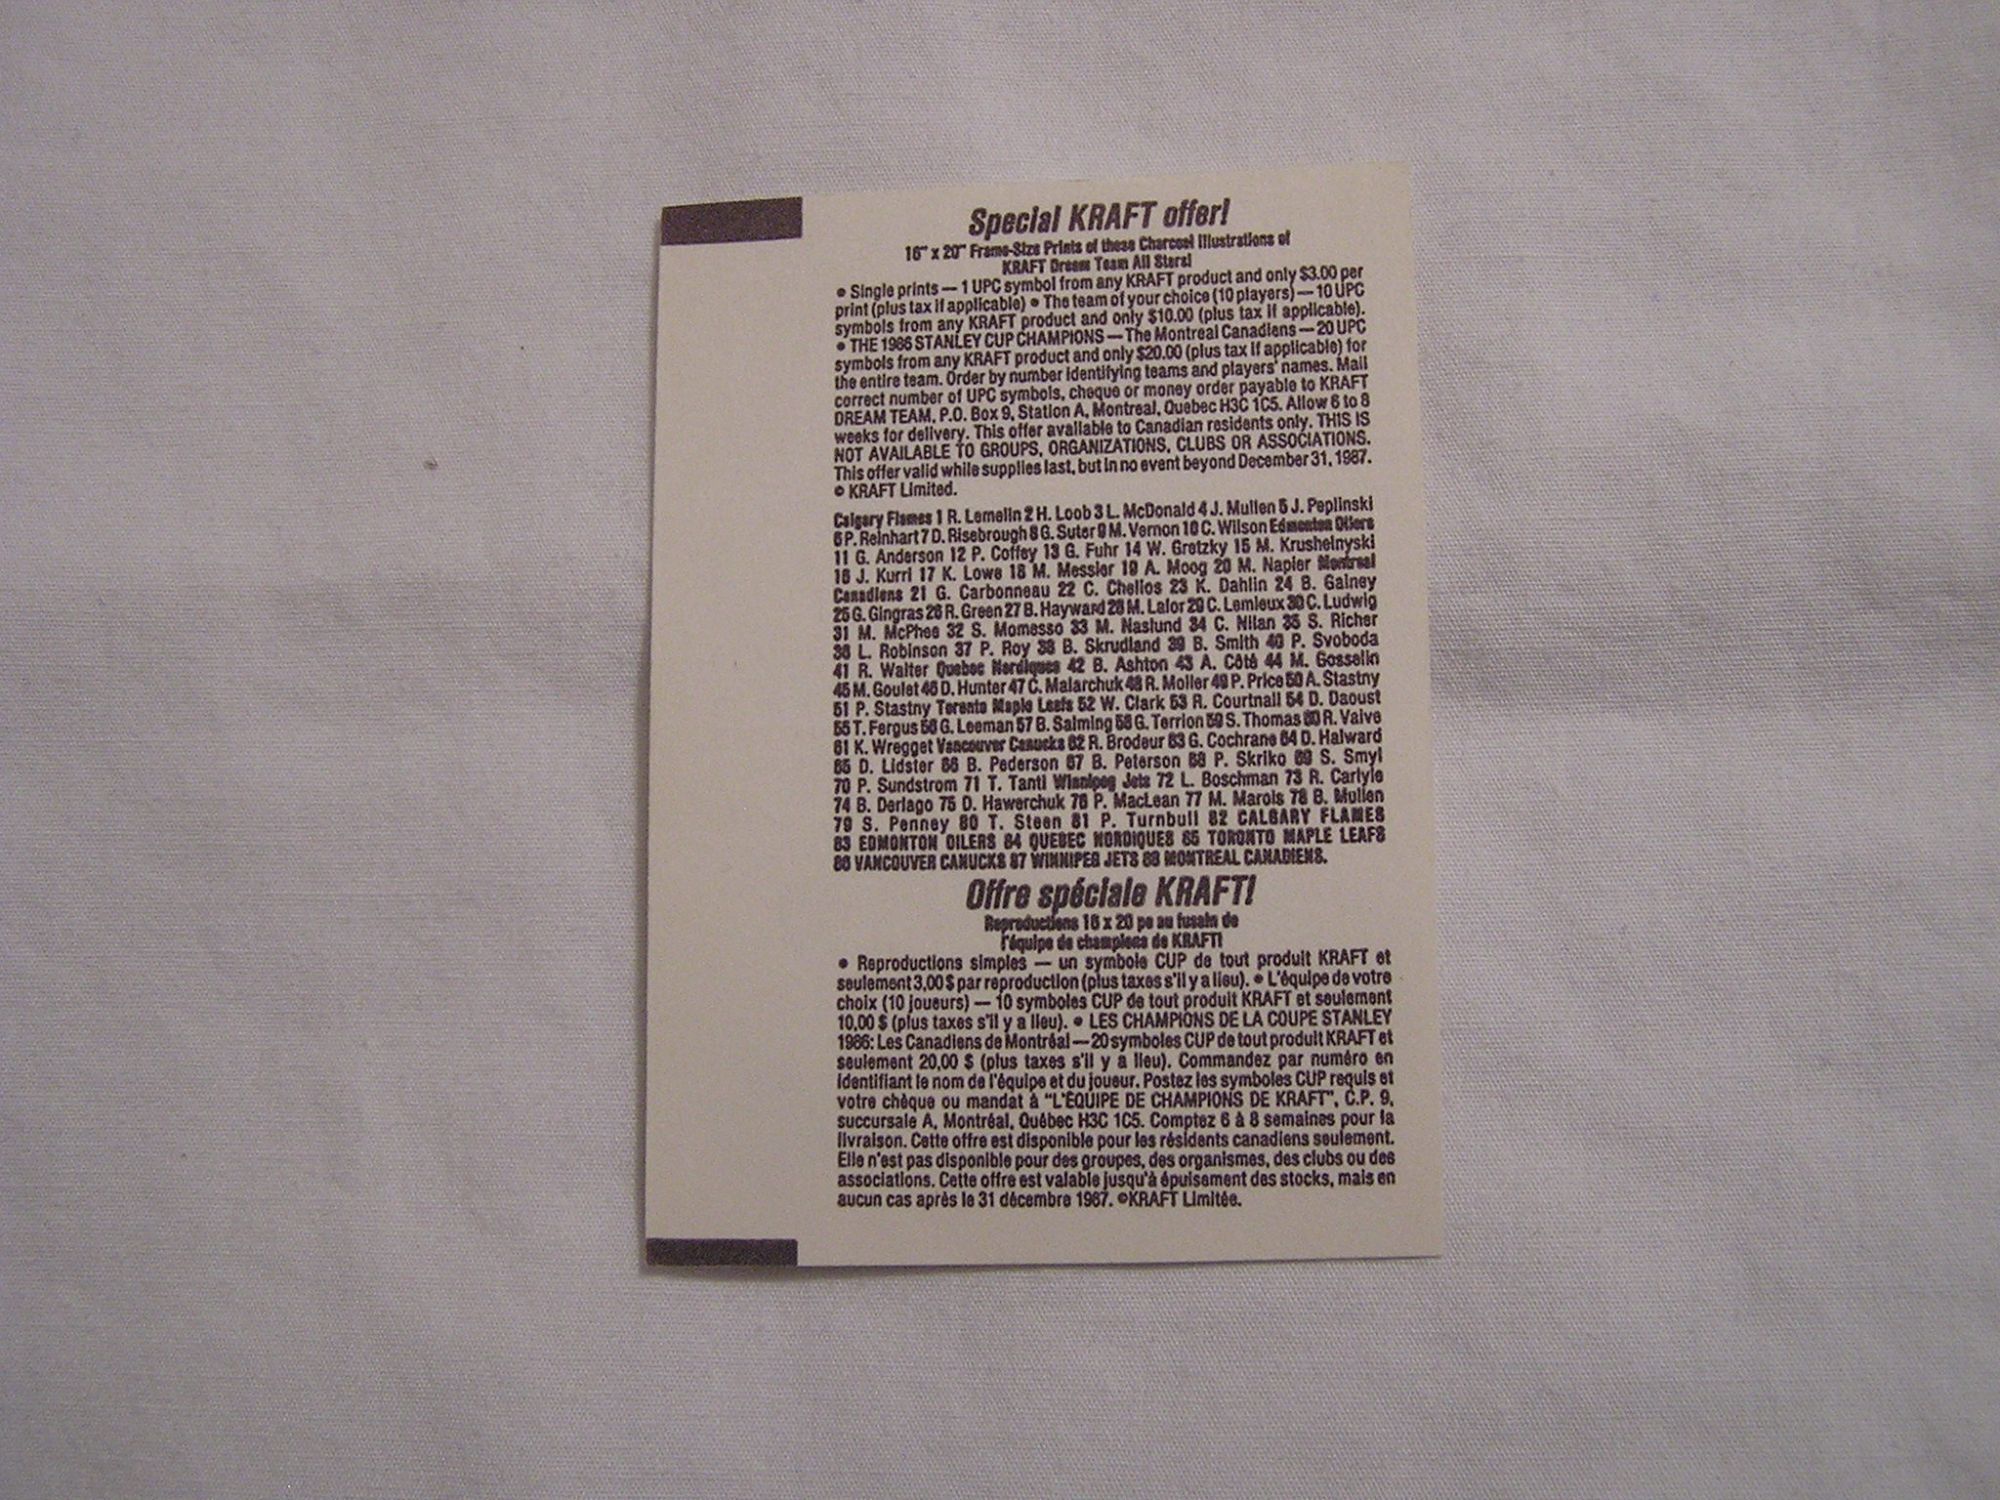 Special KRAFT offer!
16" x 20" Frame-Size Prints of these Charcoal Illustrations of
KRAFT Dream Team All Stars!
• Single prints — 1 UPC symbol from any KRAFT product and only $3.00 per
print (plus tax if applicable) • The team of your choice (10 players) — 10 UPC
symbols from any KRAFT product and only $10.00 (plus tax if applicable).
• THE 1986 STANLEY CUP CHAMPIONS — The Montreal Canadiens — 20 UPC
symbols from any KRAFT product and only $20.00 (plus tax if applicable) for
the entire team. Order by number identifying teams and players' names. Mail
correct number of UPC symbols, cheque or money order payable to KRAFT
DREAM TEAM, P.O. Box 9, Station A, Montreal, Quebec H3C 1C5. Allow 6 to 8
weeks for delivery. This offer available to Canadian residents only. THIS IS
NOT AVAILABLE TO GROUPS, ORGANIZATIONS, CLUBS OR ASSOCIATIONS.
This offer valid while supplies last, but in no event beyond December 31, 1987.
© KRAFT Limited.
Calgary Flames 1 R. Lemelin 2 H. Loob 3 L. McDonald 4 J. Mullen 5 J. Peplinski
6 P. Reinhart 7 D. Risebrough 8 G. Suter 9 M. Vernon 10 C. Wilson Edmonton Oilers
11 G. Anderson 12 P. Coffey 13 G. Fuhr 14 W. Gretzky 15 M. Krushelnyski
16 J. Kurri 17 K. Lowe 18 M. Messier 19 A. Moog 20 M. Napier Montreal
Canadiens 21 G. Carbonneau 22 C. Chelios 23 K. Dahlin 24 B. Gainey
25 G. Gingras 26 R. Green 27 B. Hayward 28 M. Lalor 29 C. Lemieux 30 C. Ludwig
31 M. McPhee 32 S. Momesso 33 M. Naslund 34 C. Nilan 35 S. Richer
36 L. Robinson 37 P. Roy 38 B. Skrudland 39 B. Smith 40 P. Svoboda
41 R. Walter Quebec Nordiques 42 B. Ashton 43 A. Côté 44 M. Gosselin
45 M. Goulet 46 D. Hunter 47 C. Malarchuk 48 R. Moller 49 P. Price 50 A. Stastny
51 P. Stastny Toronto Maple Leafs 52 W. Clark 53 R. Courtnall 54 D. Daoust
55 T. Fergus 56 G. Leeman 57 B. Salming 58 G. Terrion 59 S. Thomas 60 R. Vaive
61 K. Wregget Vancouver Canucks 62 R. Brodeur 63 G. Cochrane 64 D. Halward
65 D. Lidster 66 B. Pederson 67 B. Peterson 68 P. Skriko 69 S. Smyl
70 P. Sundstrom 71 T. Tanti Winnipeg Jets 72 L. Boschman 73 R. Carlyle
74 B. Derlago 75 D. Hawerchuk 76 P. MacLean 77 M. Marois 78 B. Mullen
79 S. Penney 80 T. Steen 81 P. Turnbull 82 CALGARY FLAMES
83 EDMONTON OILERS 84 QUEBEC NORDIQUES 85 TORONTO MAPLE LEAFS
86 VANCOUVER CANUCKS 87 WINNIPEG JETS 88 MONTREAL CANADIENS.
Offre spéciale KRAFT!
Reproductions 16 x 20 po au fusain de
l'équipe de champions de KRAFT!
• Reproductions simples — un symbole CUP de tout produit KRAFT et
seulement 3,00 $ par reproduction (plus taxes s'il y a lieu). • L'équipe de votre
choix (10 joueurs) — 10 symboles CUP de tout produit KRAFT et seulement
10,00 $ (plus taxes s'il y a lieu). • LES CHAMPIONS DE LA COUPE STANLEY
1986: Les Canadiens de Montréal — 20 symboles CUP de tout produit KRAFT et
seulement 20,00 $ (plus taxes s'il y a lieu). Commandez par numéro en
identifiant le nom de l'équipe et du joueur. Postez les symboles CUP requis et
votre chèque ou mandat à "L'ÉQUIPE DE CHAMPIONS DE KRAFT", C.P. 9,
succursale A, Montréal, Québec H3C 1C5. Comptez 6 à 8 semaines pour la
livraison. Cette offre est disponible pour les résidents canadiens seulement.
Elle n'est pas disponible pour des groupes, des organismes, des clubs ou des
associations. Cette offre est valable jusqu'à épuisement des stocks, mais en
aucun cas après le 31 décembre 1987. ©KRAFT Limitée.